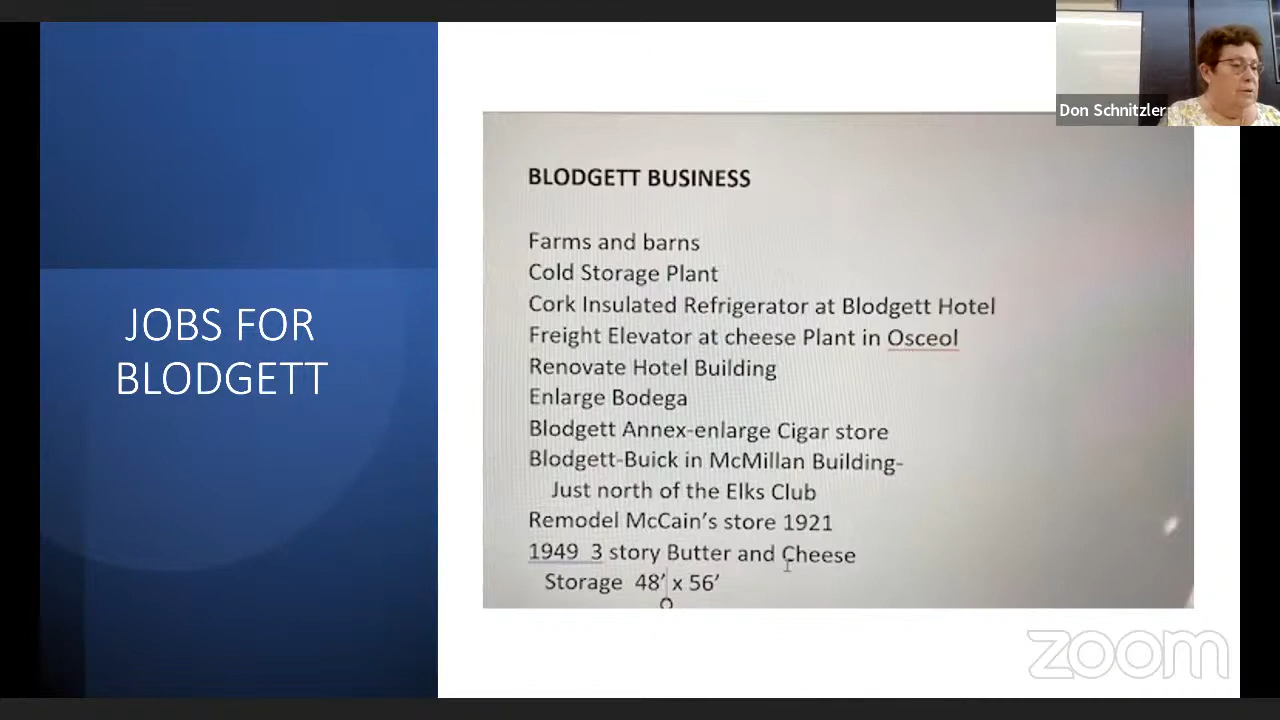 Don Schnitzler
JOBS FOR
BLODGETT
BLODGETT BUSINESS
Farms and barns
Cold Storage Plant
Cork Insulated Refrigerator at Blodgett Hotel
Freight Elevator at cheese Plant in Osceol
Renovate Hotel Building
Enlarge Bodega
Blodgett Annex-enlarge Cigar store
Blodgett-Buick in McMillan Building-
Just north of the Elks Club
Remodel McCain’s store 1921
1949  3 story Butter and Cheese
Storage  48’ x 56’
zoom